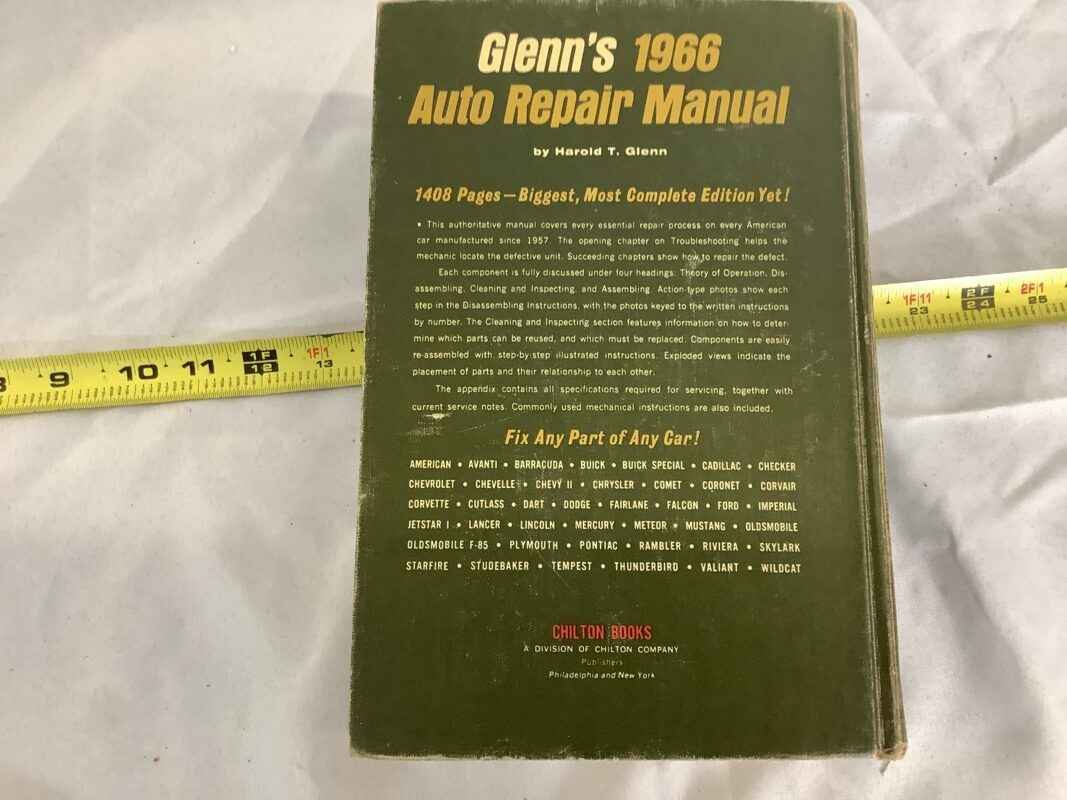 Glenn's 1966
Auto Repair Manual
by Harold T. Glenn
1408 Pages—Biggest, Most Complete Edition Yet!
• This authoritative manual covers every essential repair process on every American
car manufactured since 1957. The opening chapter on Troubleshooting helps the
mechanic locate the defective unit. Succeeding chapters show how to repair the defect.
Each component is fully discussed under four headings: Theory of Operation, Dis-
assembling, Cleaning and Inspecting, and Assembling. Action-type photos show each
step in the Disassembling Instructions, with the photos keyed to the written instructions
by number. The Cleaning and Inspecting section features information on how to deter-
mine which parts can be reused, and which must be replaced. Components are easily
re-assembled with step-by-step illustrated instructions. Exploded views indicate the
placement of parts and their relationship to each other.
The appendix contains all specifications required for servicing, together with
current service notes. Commonly used mechanical instructions are also included.
Fix Any Part of Any Car!
AMERICAN • AVANTI • BARRACUDA • BUICK • BUICK SPECIAL • CADILLAC • CHECKER
CHEVROLET • CHEVELLE • CHEVY II • CHRYSLER • COMET • CORONET • CORVAIR
CORVETTE • CUTLASS • DART • DODGE • FAIRLANE • FALCON • FORD • IMPERIAL
JETSTAR I • LANCER • LINCOLN • MERCURY • METEOR • MUSTANG • OLDSMOBILE
OLDSMOBILE F-85 • PLYMOUTH • PONTIAC • RAMBLER • RIVIERA • SKYLARK
STARFIRE • STUDEBAKER • TEMPEST • THUNDERBIRD • VALIANT • WILDCAT
CHILTON BOOKS
A DIVISION OF CHILTON COMPANY
Publishers
Philadelphia and New York
8 9 10 11 1F 12 1F1 13
1F11 23 2F 24 2F1 25